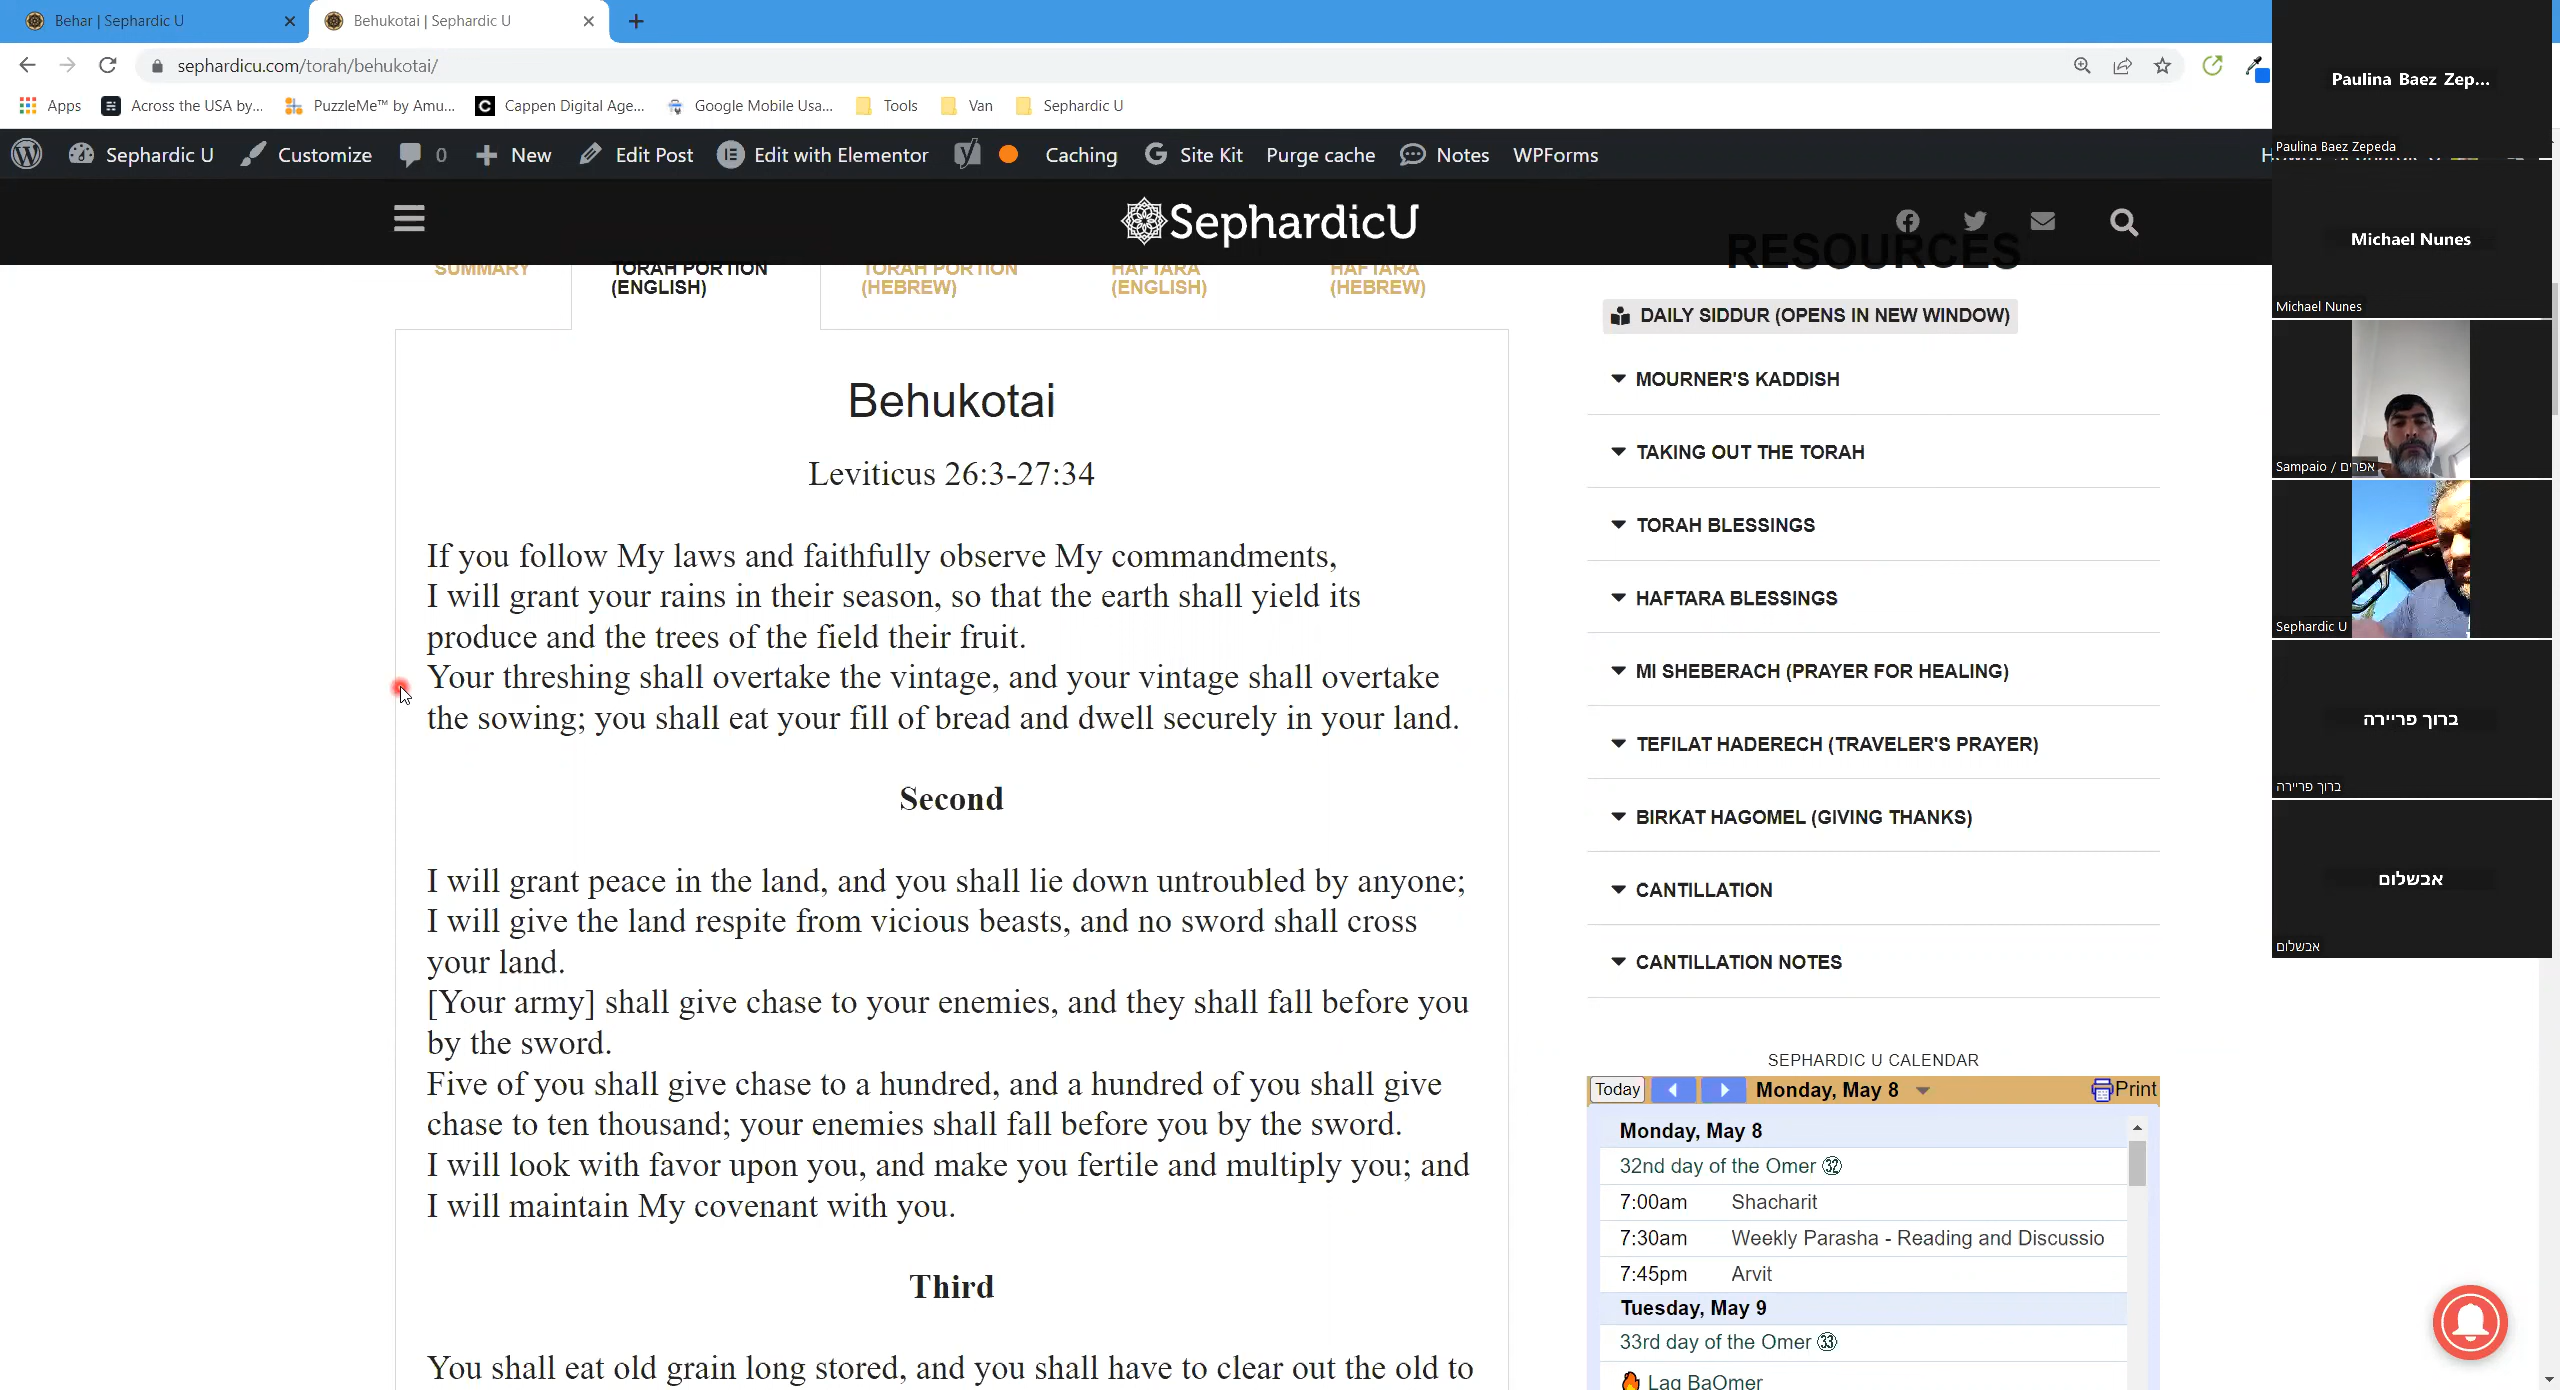 Behar | Sephardic U
Behukotai | Sephardic U
sephardicu.com/torah/behukotai/
Apps
Across the USA by...
PuzzleMe™ by Amu...
Cappen Digital Age...
Google Mobile Usa...
Tools
Van
Sephardic U
Sephardic U
Customize
0
New
Edit Post
Edit with Elementor
Caching
Site Kit
Purge cache
Notes
WPForms
SephardicU
SUMMARY
TORAH PORTION
(ENGLISH)
TORAH PORTION
(HEBREW)
HAFTARA
(ENGLISH)
HAFTARA
(HEBREW)
Behukotai
Leviticus 26:3-27:34
If you follow My laws and faithfully observe My commandments,
I will grant your rains in their season, so that the earth shall yield its
produce and the trees of the field their fruit.
Your threshing shall overtake the vintage, and your vintage shall overtake
the sowing; you shall eat your fill of bread and dwell securely in your land.
Second
I will grant peace in the land, and you shall lie down untroubled by anyone;
I will give the land respite from vicious beasts, and no sword shall cross
your land.
[Your army] shall give chase to your enemies, and they shall fall before you
by the sword.
Five of you shall give chase to a hundred, and a hundred of you shall give
chase to ten thousand; your enemies shall fall before you by the sword.
I will look with favor upon you, and make you fertile and multiply you; and
I will maintain My covenant with you.
Third
You shall eat old grain long stored, and you shall have to clear out the old to
RESOURCES
DAILY SIDDUR (OPENS IN NEW WINDOW)
MOURNER'S KADDISH
TAKING OUT THE TORAH
TORAH BLESSINGS
HAFTARA BLESSINGS
MI SHEBERACH (PRAYER FOR HEALING)
TEFILAT HADERECH (TRAVELER'S PRAYER)
BIRKAT HAGOMEL (GIVING THANKS)
CANTILLATION
CANTILLATION NOTES
SEPHARDIC U CALENDAR
Today
Monday, May 8
Print
Monday, May 8
32nd day of the Omer 32
7:00am Shacharit
7:30am Weekly Parasha - Reading and Discussio
7:45pm Arvit
Tuesday, May 9
33rd day of the Omer 33
Lag BaOmer
Paulina Baez Zep...
Paulina Baez Zepeda
Michael Nunes
Michael Nunes
Sampaio / אפרים
Sephardic U
ברוך פריירה
ברוך פריירה
אבשלום
אבשלום